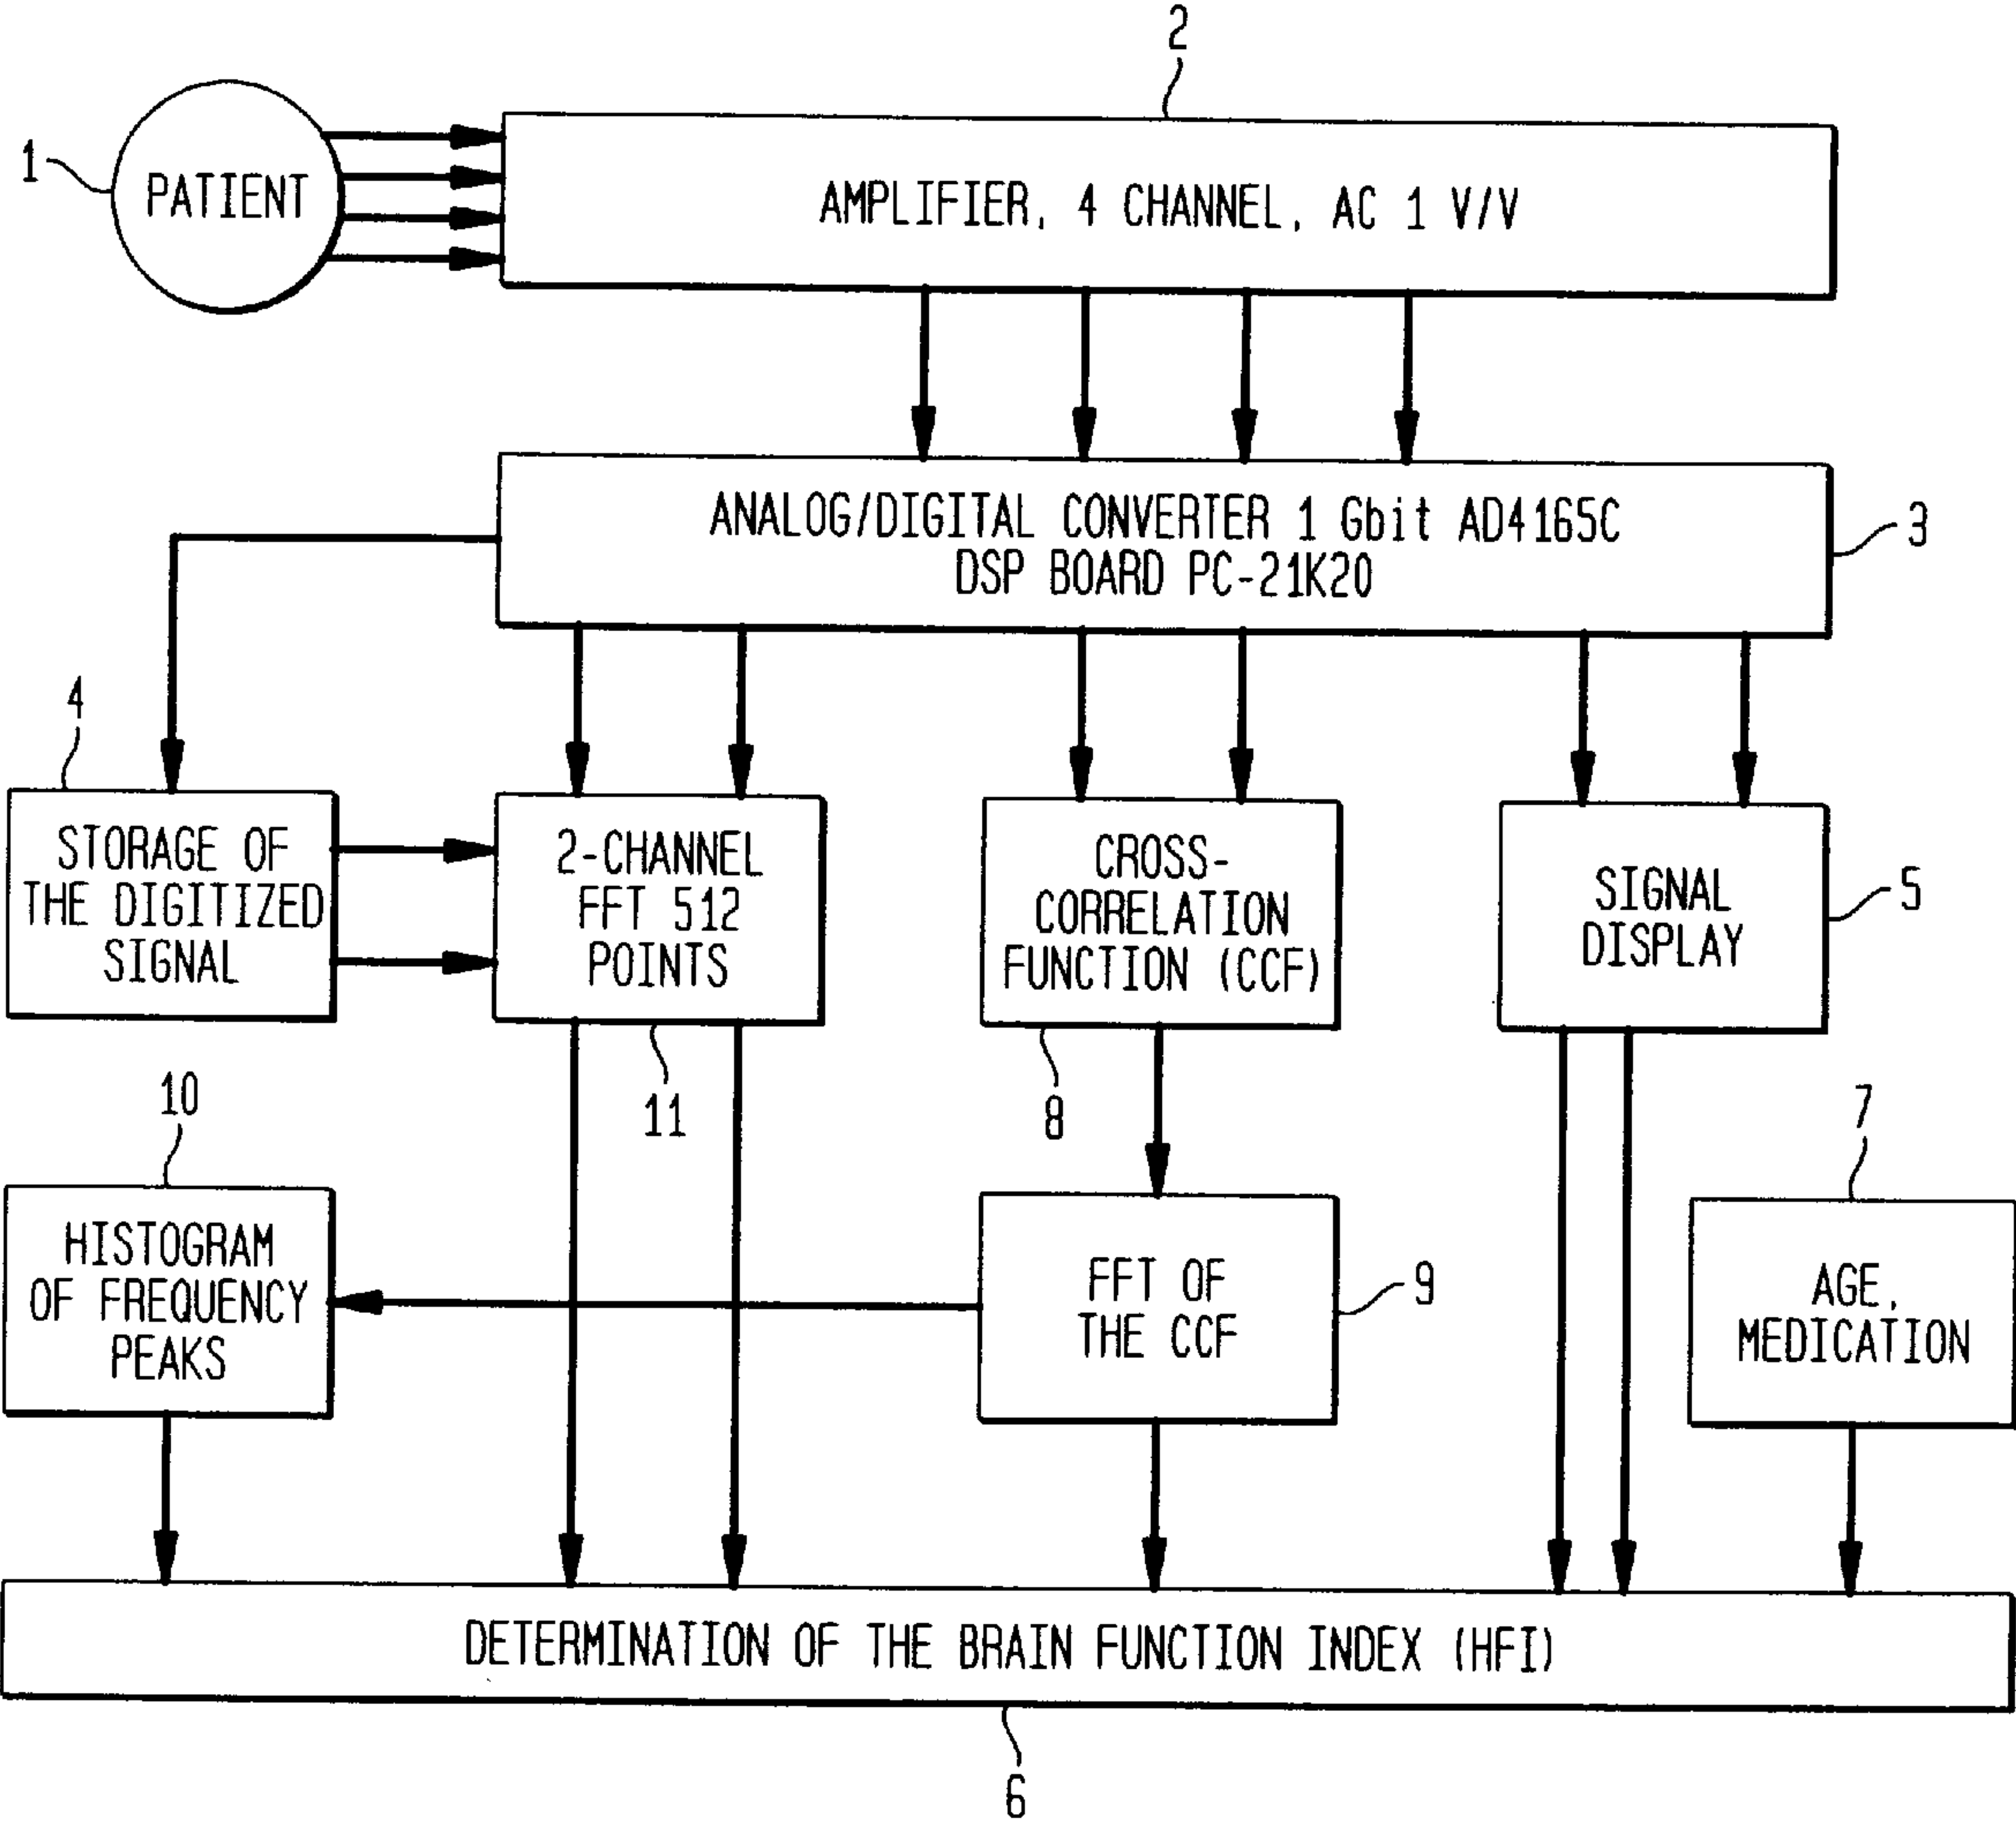 2
1
PATIENT
AMPLIFIER, 4 CHANNEL, AC 1 V/V
ANALOG/DIGITAL CONVERTER 1 Gbit AD4165C
DSP BOARD PC-21K20
3
4
STORAGE OF
THE DIGITIZED
SIGNAL
2-CHANNEL
FFT 512
POINTS
11
CROSS-
CORRELATION
FUNCTION (CCF)
8
SIGNAL
DISPLAY
5
10
HISTOGRAM
OF FREQUENCY
PEAKS
FFT OF
THE CCF
9
7
AGE,
MEDICATION
DETERMINATION OF THE BRAIN FUNCTION INDEX (HFI)
6